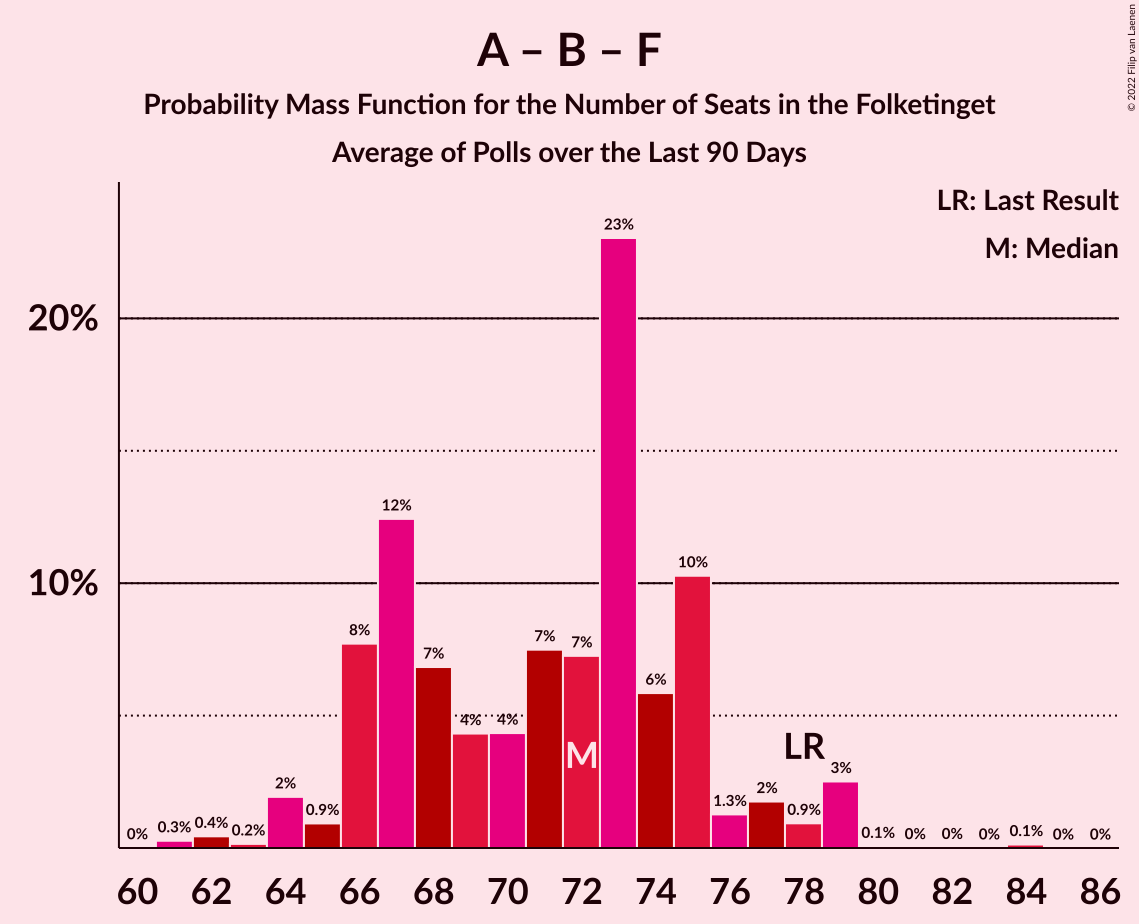 A – B – F
Probability Mass Function for the Number of Seats in the Folketinget
Average of Polls over the Last 90 Days
© 2022 Filip van Laenen
LR: Last Result
M: Median
20%
10%
0% 0.3% 0.4% 0.2% 2% 0.9% 8% 12% 7% 4% 4% 7% 7% 23% 6% 10% 1.3% 2% 0.9% 3% 0.1% 0% 0% 0% 0.1% 0% 0%
M
LR
60 62 64 66 68 70 72 74 76 78 80 82 84 86